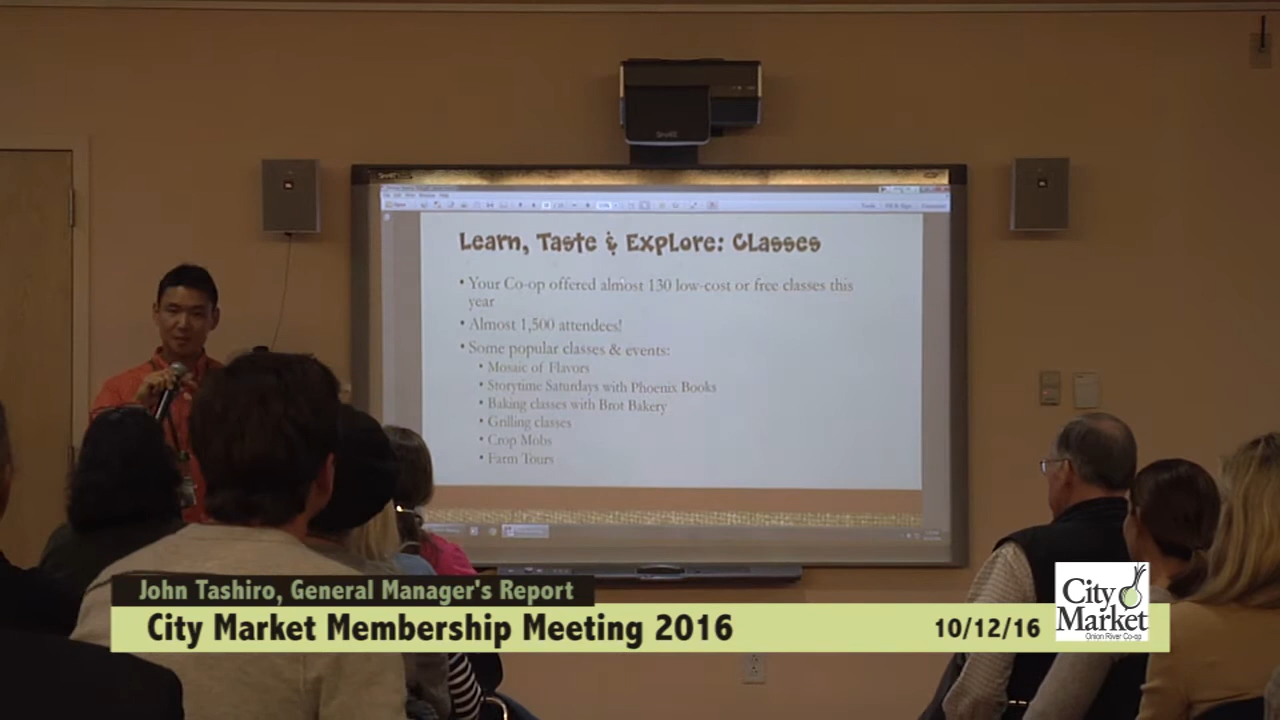 Learn, Taste & Explore: Classes
• Your Co-op offered almost 130 low-cost or free classes this
year
• Almost 1,500 attendees!
• Some popular classes & events:
• Mosaic of Flavors
• Storytime Saturdays with Phoenix Books
• Baking classes with Brot Bakery
• Grilling classes
• Crop Mobs
• Farm Tours
John Tashiro, General Manager's Report
City Market Membership Meeting 2016
10/12/16
City
Market
Onion River Co-op